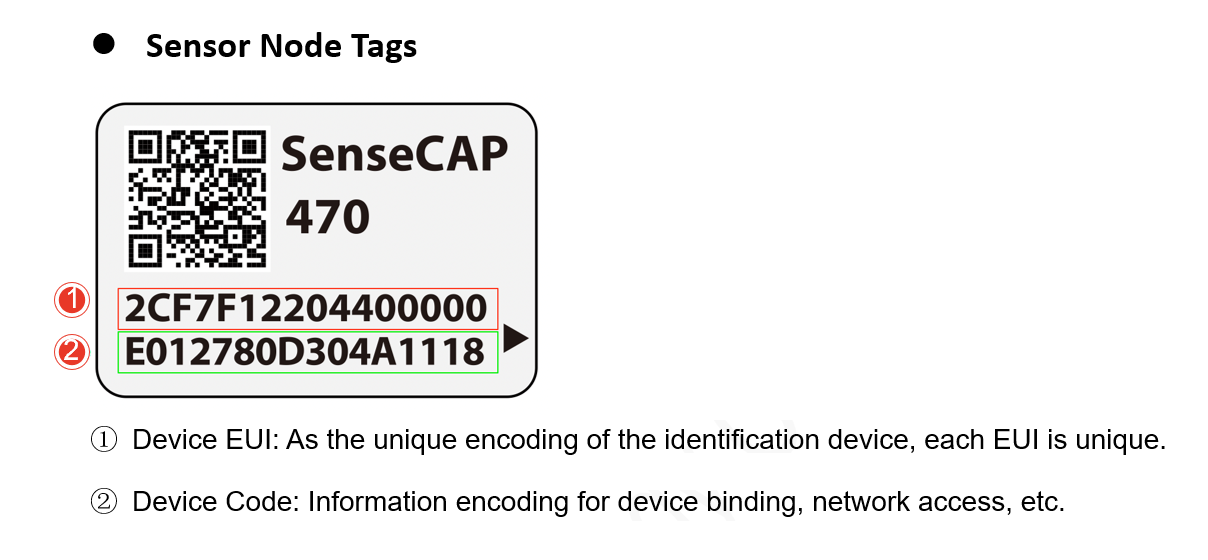 ● Sensor Node Tags
SenseCAP
470
1 2CF7F12204400000
2 E012780D304A1118
① Device EUI: As the unique encoding of the identification device, each EUI is unique.
② Device Code: Information encoding for device binding, network access, etc.